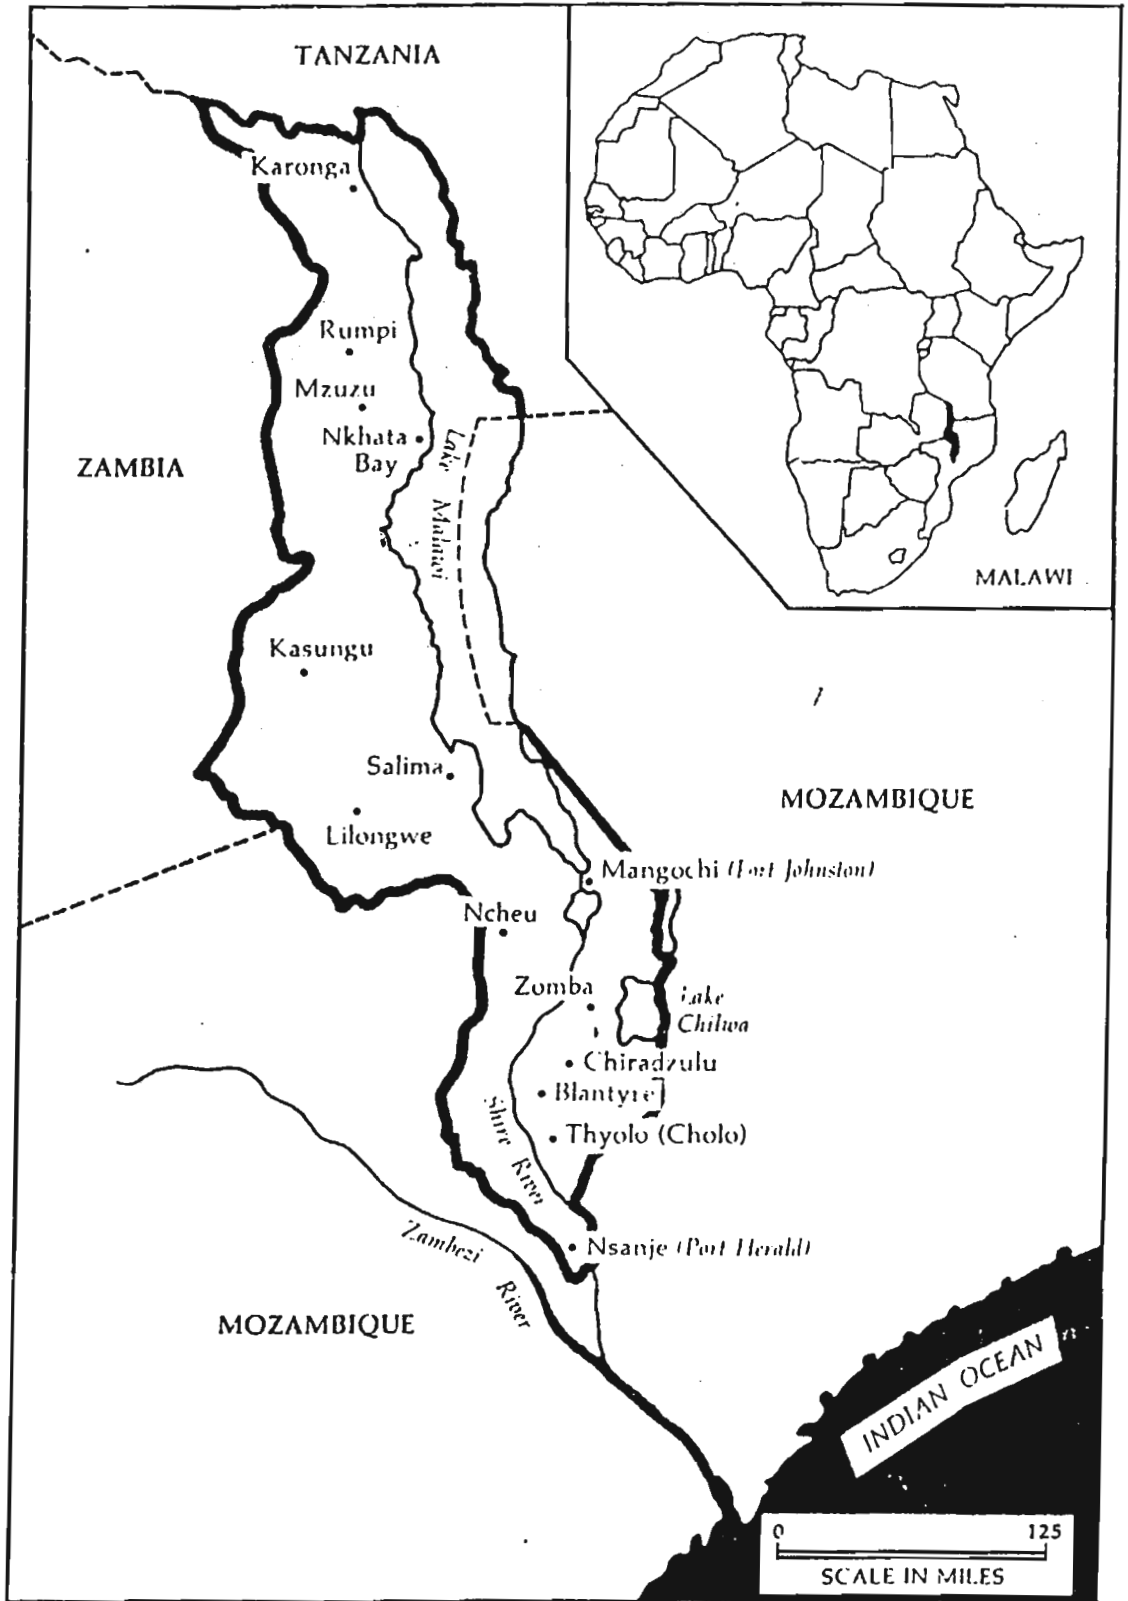 TANZANIA
Karonga
Rumpi
Mzuzu
Nkhata
Bay
ZAMBIA
Lake Malawi
MALAWI
Kasungu
Salima
MOZAMBIQUE
Lilongwe
Mangochi (Fort Johnston)
Ncheu
Zomba
Lake
Chilwa
Chiradzulu
Blantyre
Thyolo (Cholo)
Shire River
Nsanje (Port Herald)
Zambezi
River
MOZAMBIQUE
INDIAN OCEAN
0 125
SCALE IN MILES